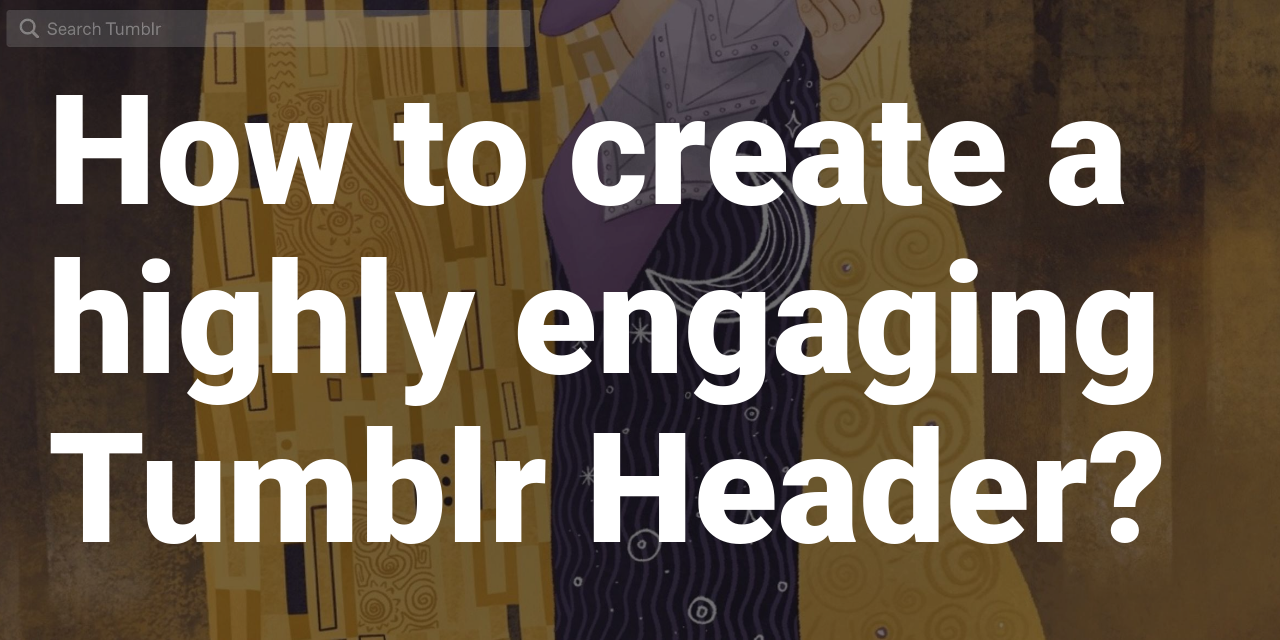 Search Tumblr
How to create a
highly engaging
Tumblr Header?